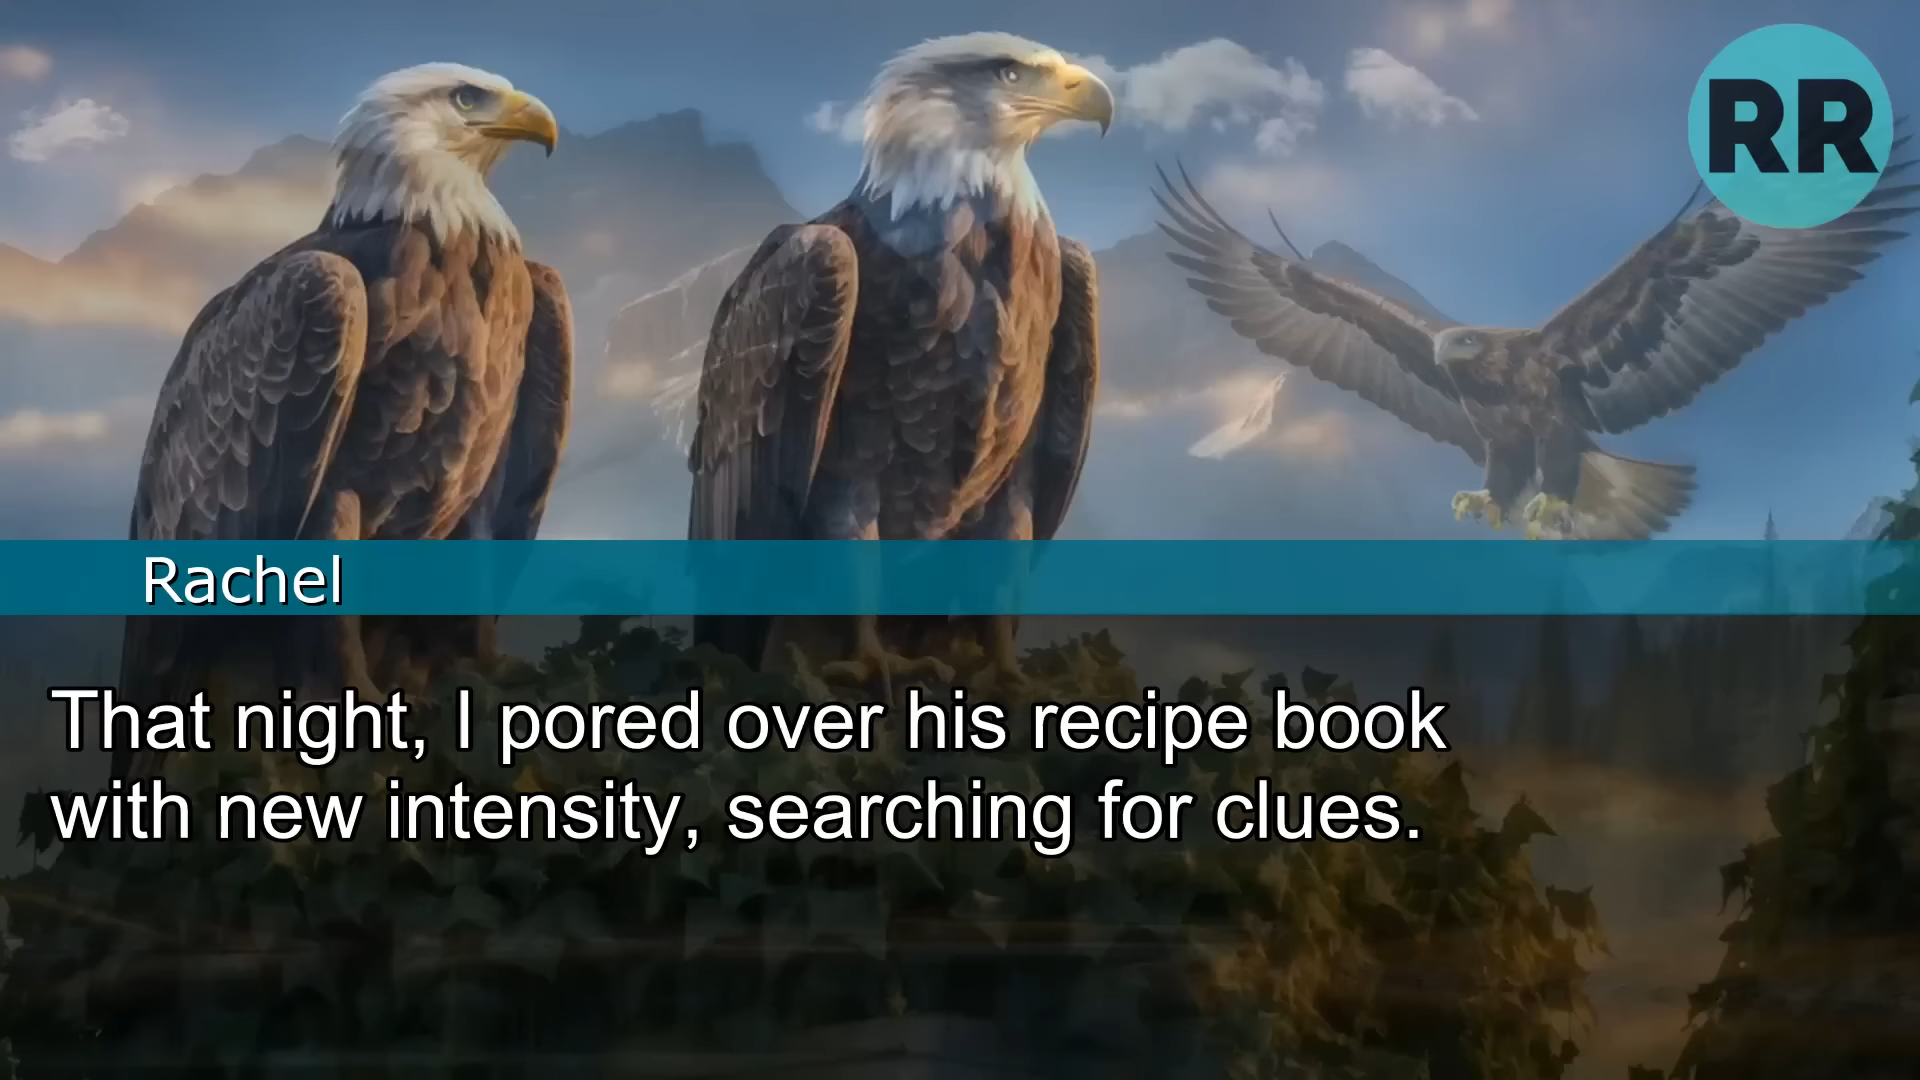 RR
Rachel
That night, I pored over his recipe book
with new intensity, searching for clues.